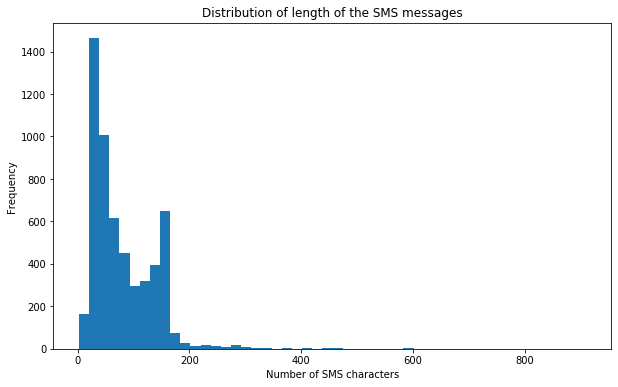 Distribution of length of the SMS messages
1400
1200
1000
800
600
400
200
0
Frequency
0 200 400 600 800
Number of SMS characters